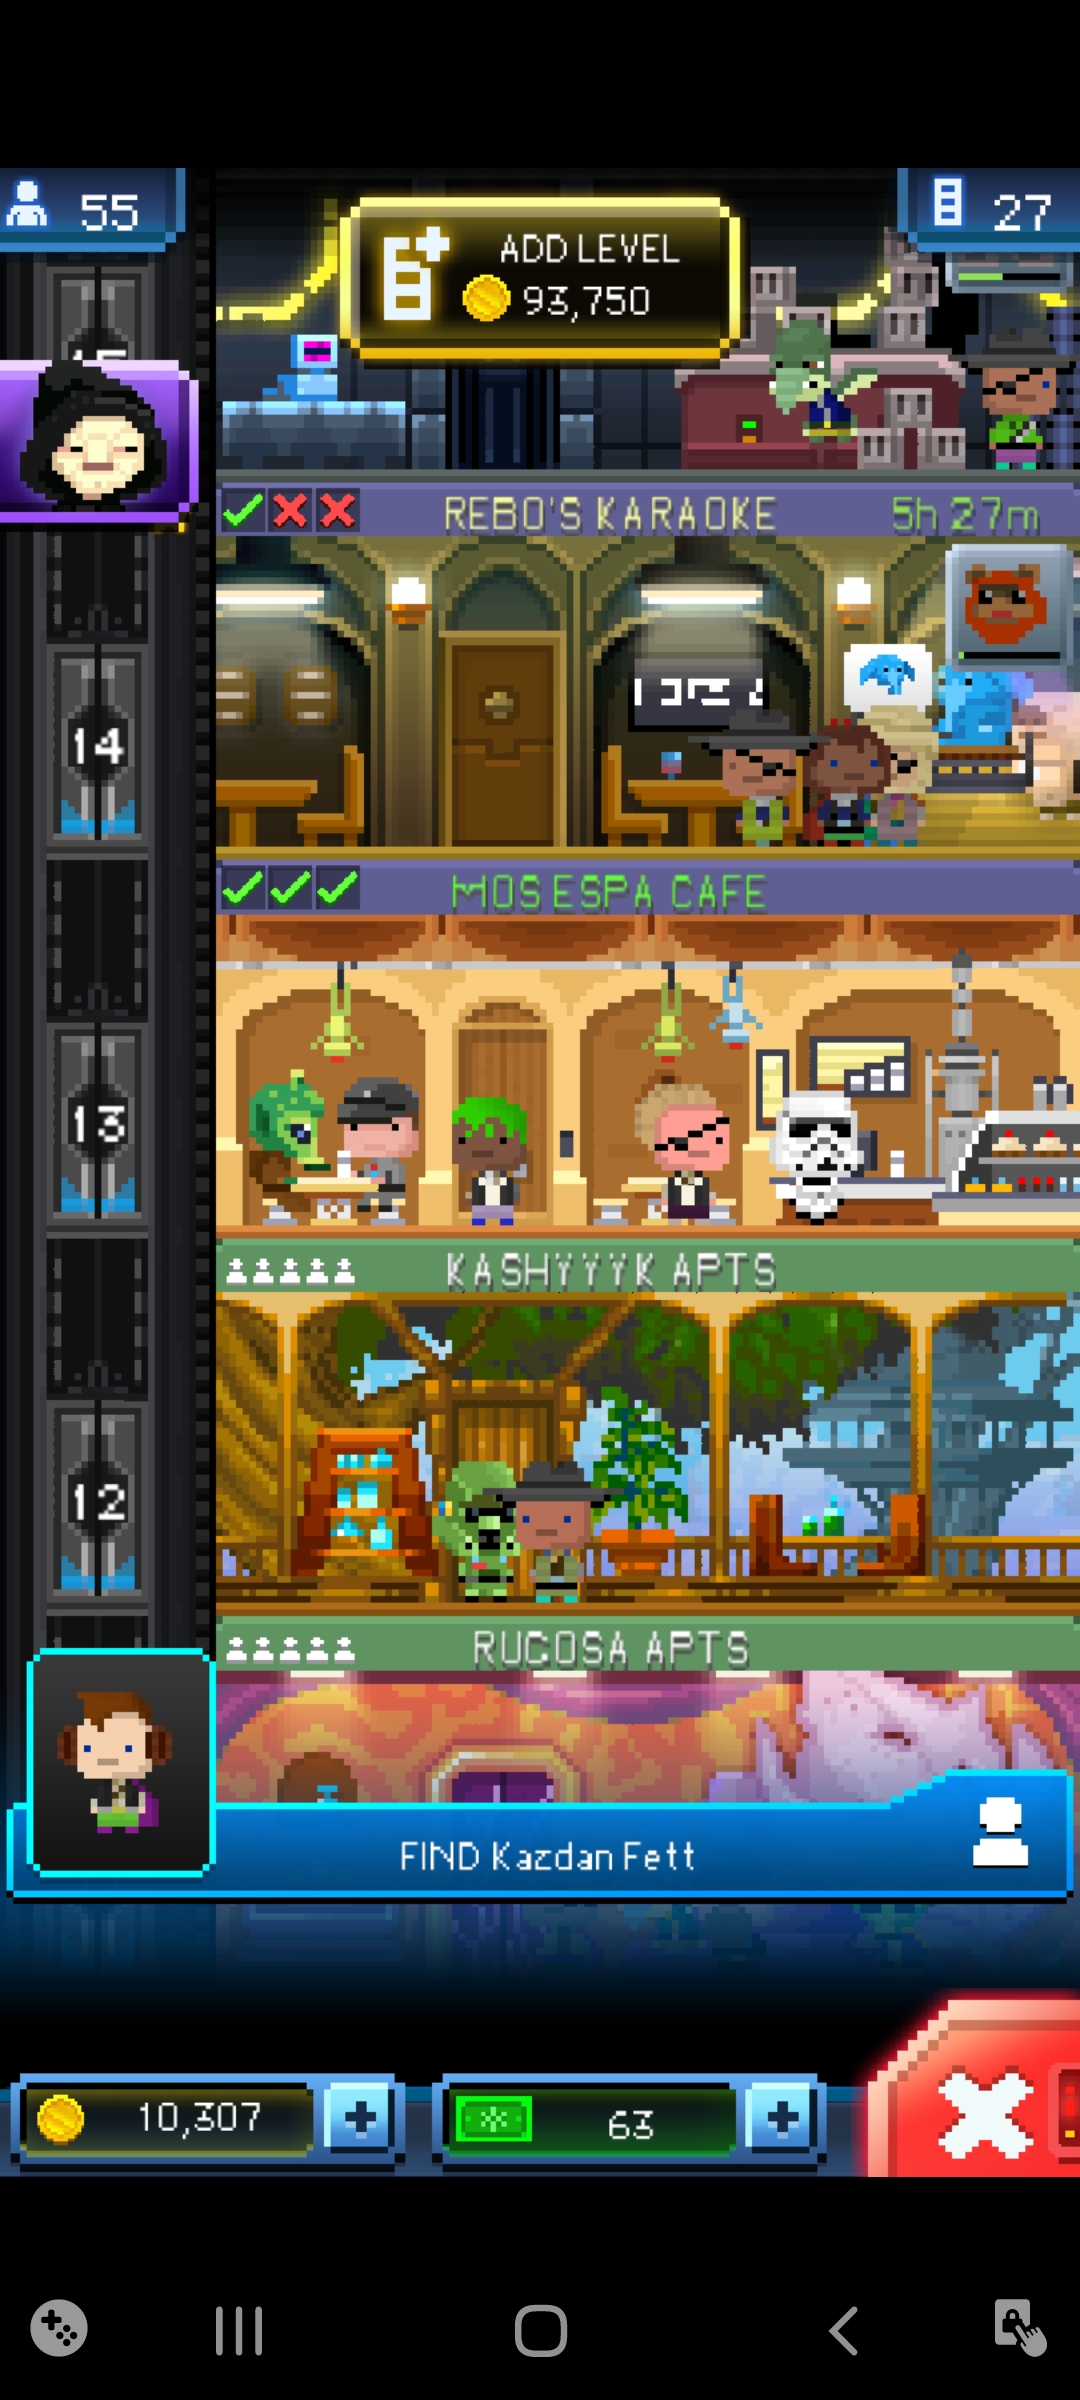 55
ADD LEVEL
93,750
27
REBO'S KARAOKE
5h 27m
14
MOS ESPA CAFE
13
KASHYYYK APTS
12
RUCOSA APTS
FIND Kazdan Fett
10,307
63